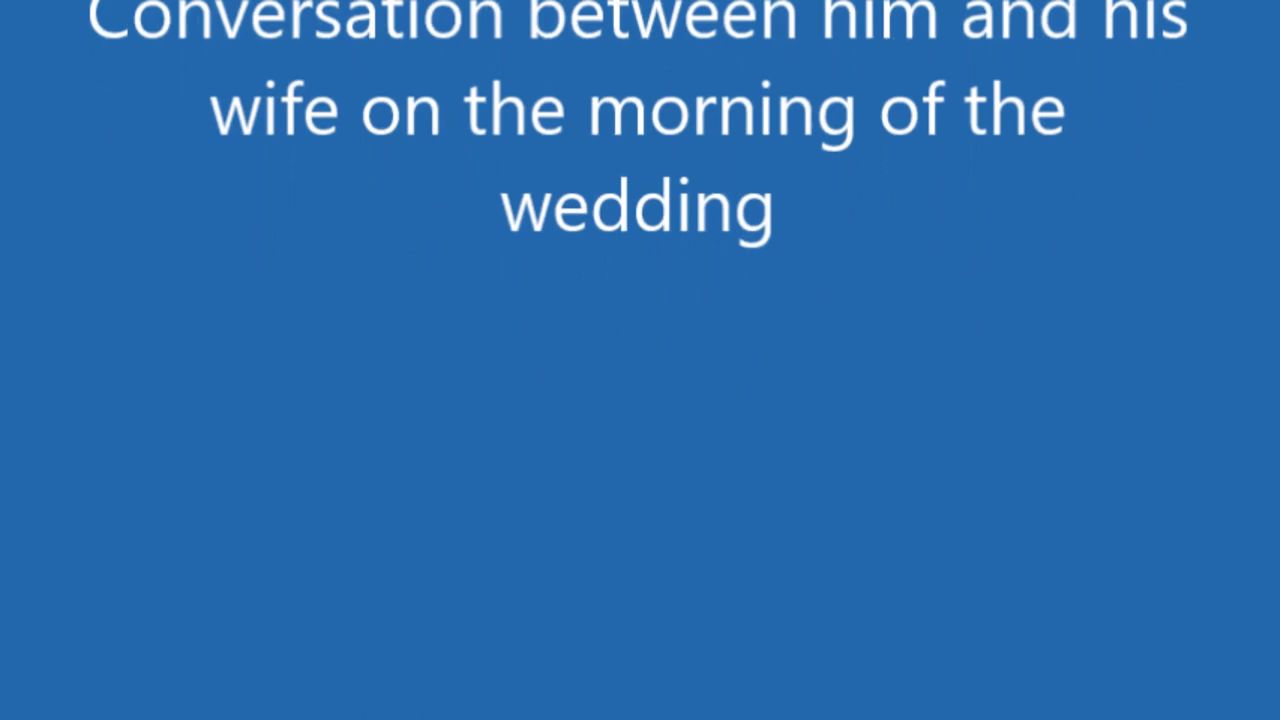 Conversation between him and his
wife on the morning of the
wedding